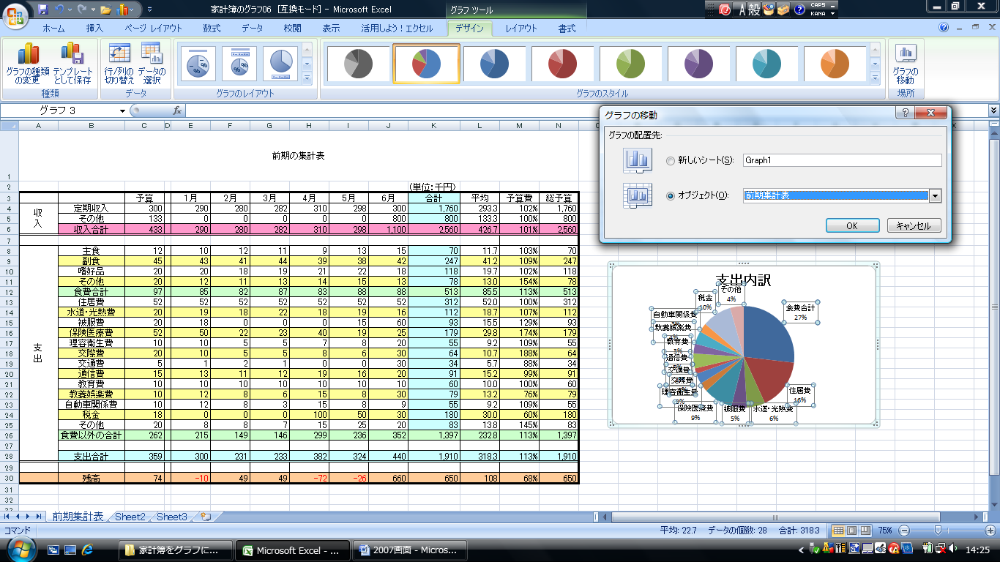 家計簿のグラフ06 [互換モード] - Microsoft Excel
グラフ ツール
A 般
CAPS
KANA
ホーム 挿入 ページ レイアウト 数式 データ 校閲 表示 活用しよう！エクセル デザイン レイアウト 書式
グラフの種類の変更
テンプレートとして保存
行/列の切り替え
データの選択
グラフの移動
種類 データ グラフのレイアウト グラフのスタイル 場所
グラフ 3
fx
A B C D E F G H I J K L M N
1 前期の集計表
2 (単位:千円)
3 予算 1月 2月 3月 4月 5月 6月 合計 平均 予算費 総予算
収入
4 定期収入 300 290 280 282 310 298 300 1,760 293.3 102% 1,760
5 その他 133 0 0 0 0 0 800 800 133.3 100% 800
6 収入合計 433 290 280 282 310 298 1,100 2,560 426.7 101% 2,560
7
支出
8 主食 12 10 12 11 9 13 15 70 11.7 103% 70
9 副食 45 43 41 44 39 38 42 247 41.2 109% 247
10 嗜好品 20 20 18 19 21 22 18 118 19.7 102% 118
11 その他 20 12 11 13 14 15 13 78 13.0 154% 78
12 食費合計 97 85 82 87 83 88 88 513 85.5 113% 513
13 住居費 52 52 52 52 52 52 52 312 52.0 100% 312
14 水道・光熱費 20 19 18 22 18 19 16 112 18.7 107% 112
15 被服費 20 18 0 0 0 15 60 93 15.5 129% 93
16 保険医療費 52 50 22 23 40 19 25 179 29.8 174% 179
17 理容衛生費 10 10 5 5 7 8 20 55 9.2 109% 55
18 交際費 20 10 5 5 8 6 30 64 10.7 188% 64
19 交通費 5 1 2 1 0 0 30 34 5.7 88% 34
20 通信費 15 13 11 12 19 16 20 91 15.2 99% 91
21 教育費 10 10 10 10 10 10 10 60 10.0 100% 60
22 教養娯楽費 10 12 8 6 15 8 30 79 13.2 76% 79
23 自動車関係費 10 12 8 3 15 8 9 55 9.2 109% 55
24 税金 18 0 0 0 100 50 30 180 30.0 60% 180
25 その他 20 8 8 7 15 25 20 83 13.8 145% 83
26 食費以外の合計 262 215 149 146 299 236 352 1,397 232.8 113% 1,397
27
28 支出合計 359 300 231 233 382 324 440 1,910 318.3 113% 1,910
29
30 残高 74 -10 49 49 -72 -26 660 650 108 68% 650
31
32
グラフの移動
グラフの配置先:
新しいシート(S): Graph1
オブジェクト(O): 前期集計表
OK キャンセル
支出内訳
その他
4%
税金
10%
食費合計
27%
自動車関係費
教養娯楽費
教育費
3%
通信費
交通費
交際費
理容衛生費
3%
保険医療費
9%
被服費
5%
水道・光熱費
6%
住居費
16%
前期集計表 Sheet2 Sheet3
コマンド
平均: 22.7 データの個数: 28 合計: 318.3
75%
家計簿をグラフに...
Microsoft Excel - ...
2007画面 - Micros...
14:25